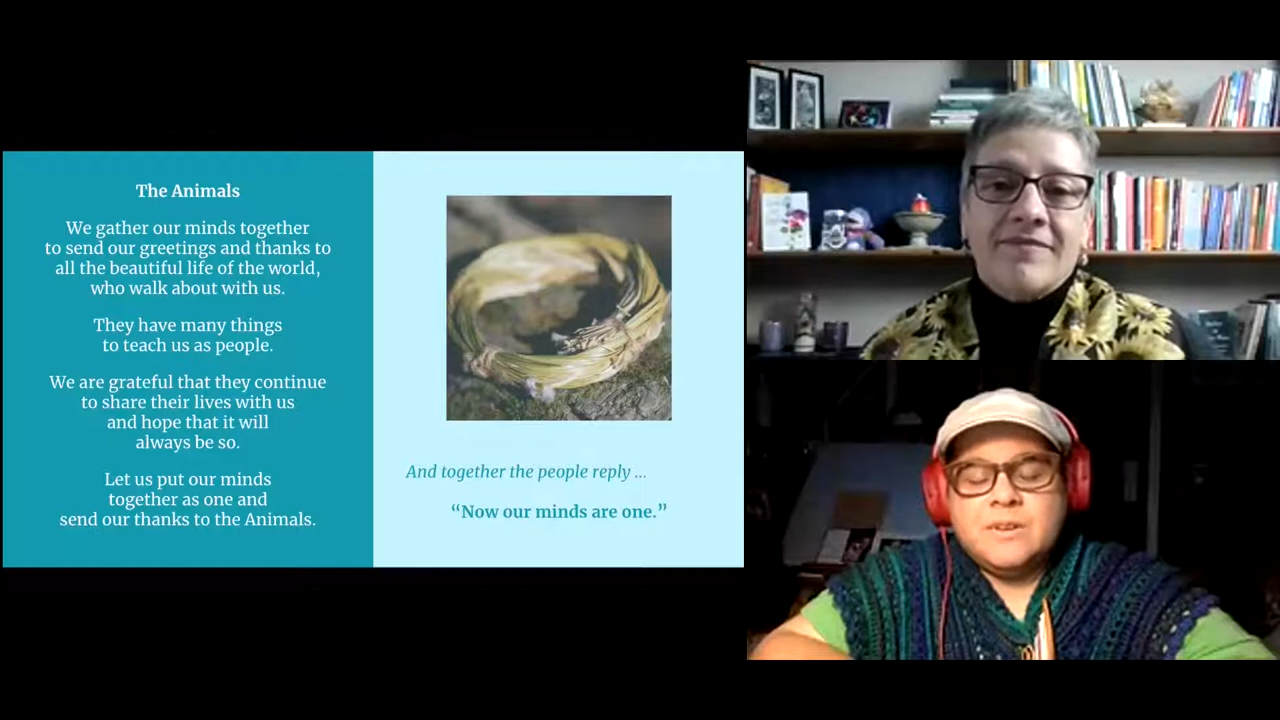 The Animals
We gather our minds together
to send our greetings and thanks to
all the beautiful life of the world,
who walk about with us.
They have many things
to teach us as people.
We are grateful that they continue
to share their lives with us
and hope that it will
always be so.
Let us put our minds
together as one and
send our thanks to the Animals.
And together the people reply ...
“Now our minds are one.”